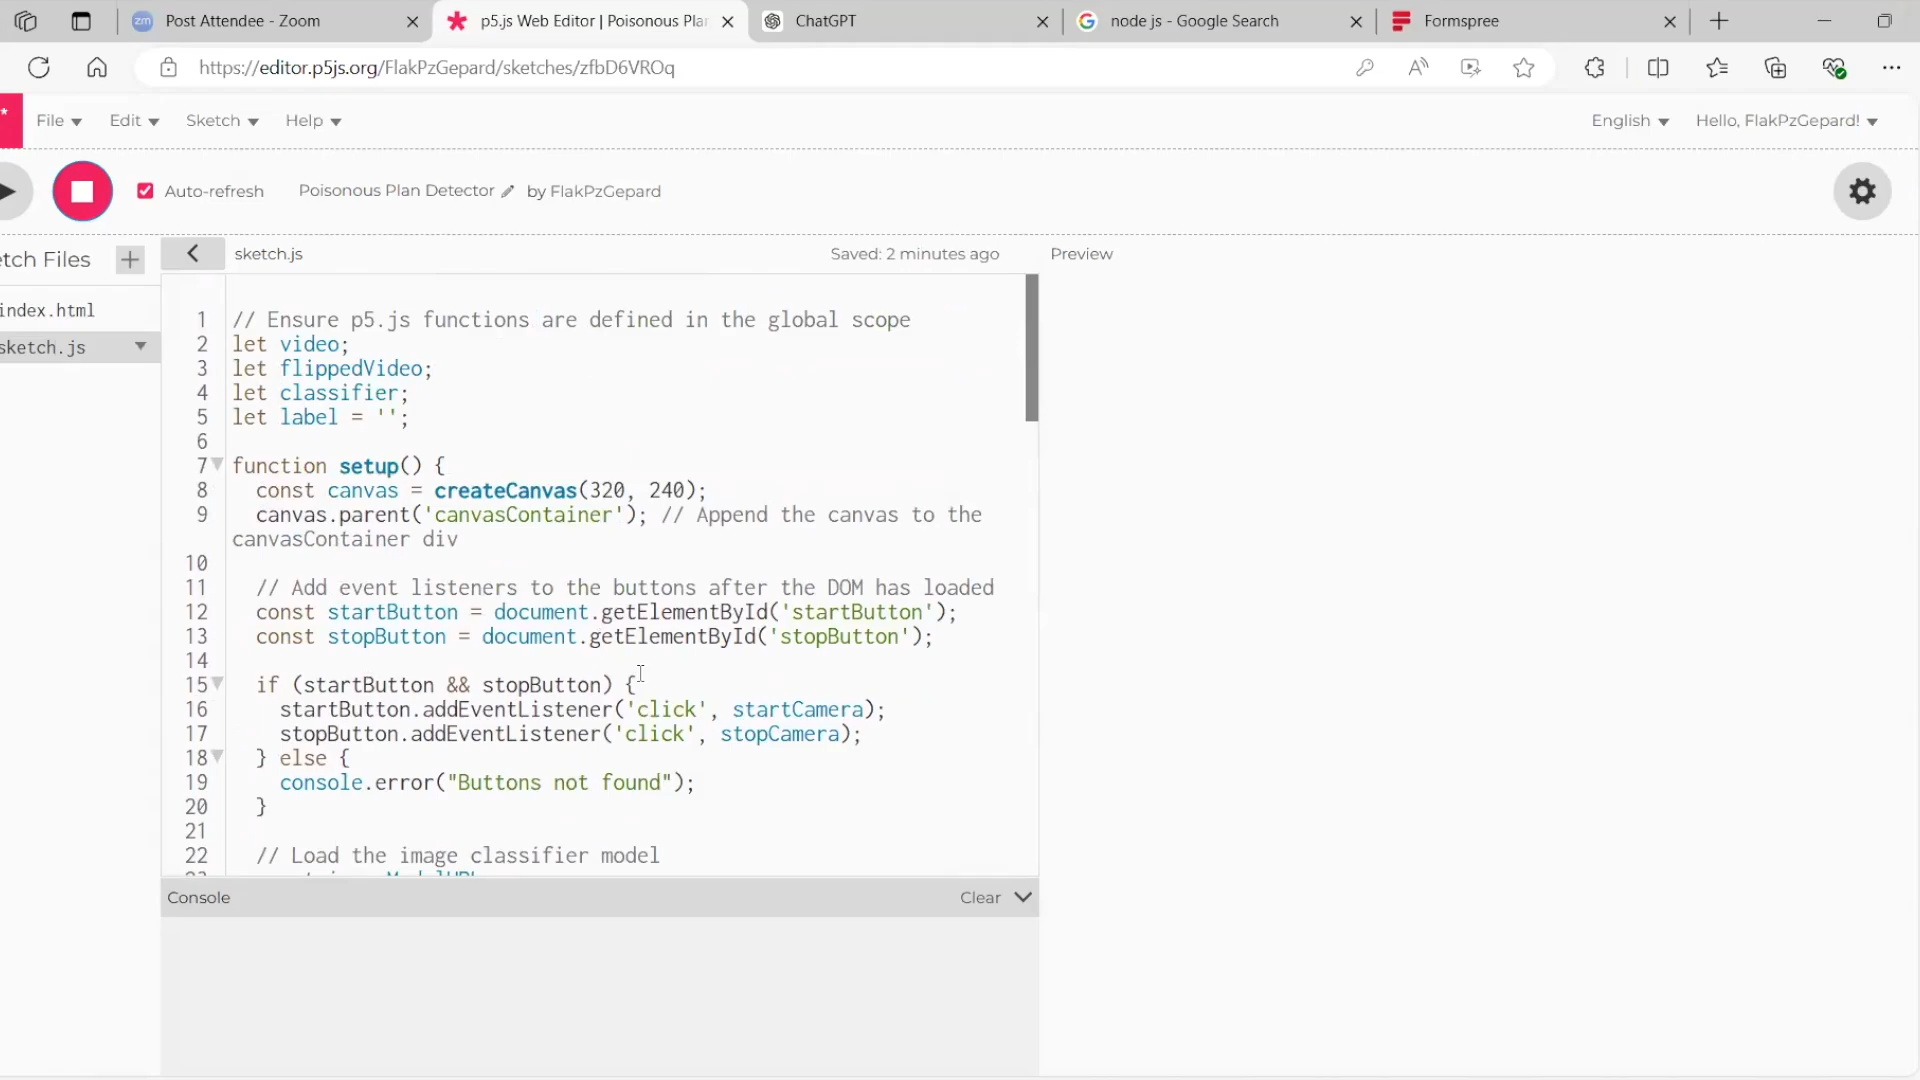 Post Attendee - Zoom
p5.js Web Editor | Poisonous Plan
ChatGPT
node js - Google Search
Formspree
https://editor.p5js.org/FlakPzGepard/sketches/zfbD6VROq
File
Edit
Sketch
Help
English
Hello, FlakPzGepard!
Auto-refresh
Poisonous Plan Detector
by FlakPzGepard
etch Files
sketch.js
Saved: 2 minutes ago
Preview
index.html
sketch.js
1 // Ensure p5.js functions are defined in the global scope
2 let video;
3 let flippedVideo;
4 let classifier;
5 let label = '';
6
7 function setup() {
8 const canvas = createCanvas(320, 240);
9 canvas.parent('canvasContainer'); // Append the canvas to the
canvasContainer div
10
11 // Add event listeners to the buttons after the DOM has loaded
12 const startButton = document.getElementById('startButton');
13 const stopButton = document.getElementById('stopButton');
14
15 if (startButton && stopButton) {
16 startButton.addEventListener('click', startCamera);
17 stopButton.addEventListener('click', stopCamera);
18 } else {
19 console.error("Buttons not found");
20 }
21
22 // Load the image classifier model
Console
Clear